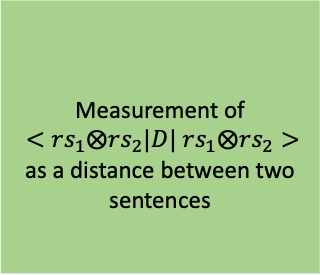 Measurement of
< 𝑟𝑠₁⨂𝑟𝑠₂|𝐷| 𝑟𝑠₁⨂𝑟𝑠₂ >
as a distance between two
sentences